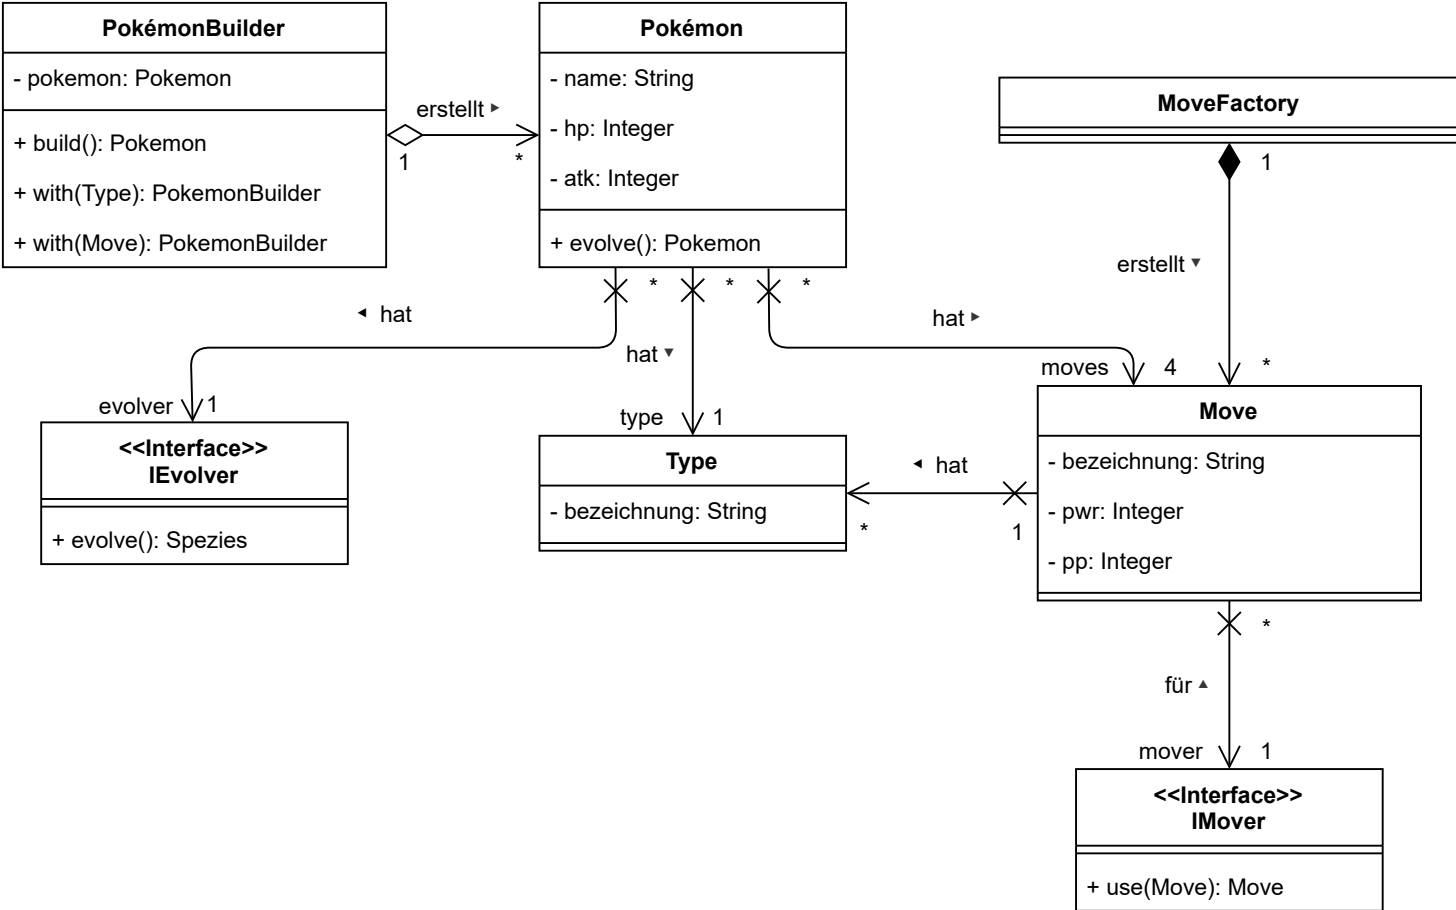 PokémonBuilder
- pokemon: Pokemon
+ build(): Pokemon
+ with(Type): PokemonBuilder
+ with(Move): PokemonBuilder
erstellt
1
*
Pokémon
- name: String
- hp: Integer
- atk: Integer
+ evolve(): Pokemon
MoveFactory
1
erstellt
*
*
*
*
hat
hat
hat
evolver
1
type
1
moves
4
<<Interface>>
IEvolver
+ evolve(): Spezies
Type
- bezeichnung: String
hat
*
1
Move
- bezeichnung: String
- pwr: Integer
- pp: Integer
*
für
mover
1
<<Interface>>
IMover
+ use(Move): Move